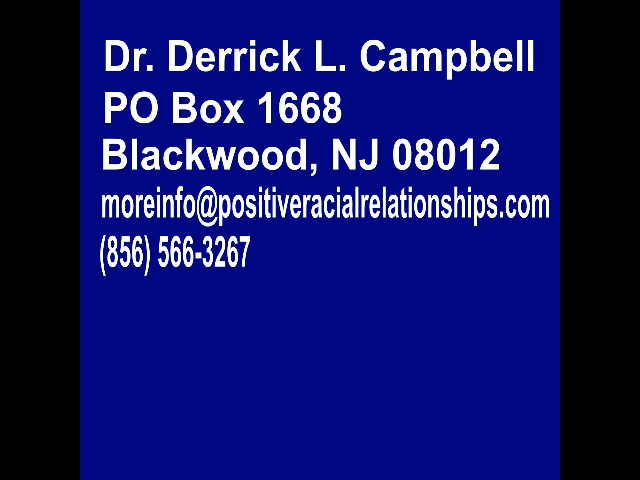 Dr. Derrick L. Campbell
PO Box 1668
Blackwood, NJ 08012
moreinfo@positiveracialrelationships.com
(856) 566-3267